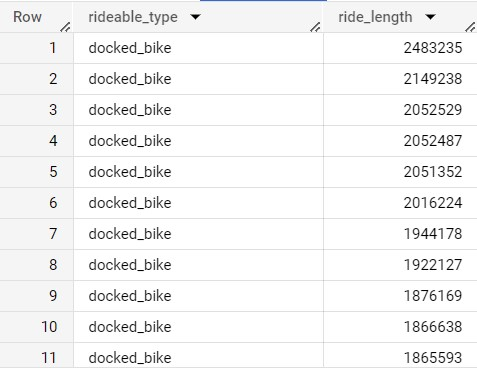 Row rideable_type ride_length
1 docked_bike 2483235
2 docked_bike 2149238
3 docked_bike 2052529
4 docked_bike 2052487
5 docked_bike 2051352
6 docked_bike 2016224
7 docked_bike 1944178
8 docked_bike 1922127
9 docked_bike 1876169
10 docked_bike 1866638
11 docked_bike 1865593